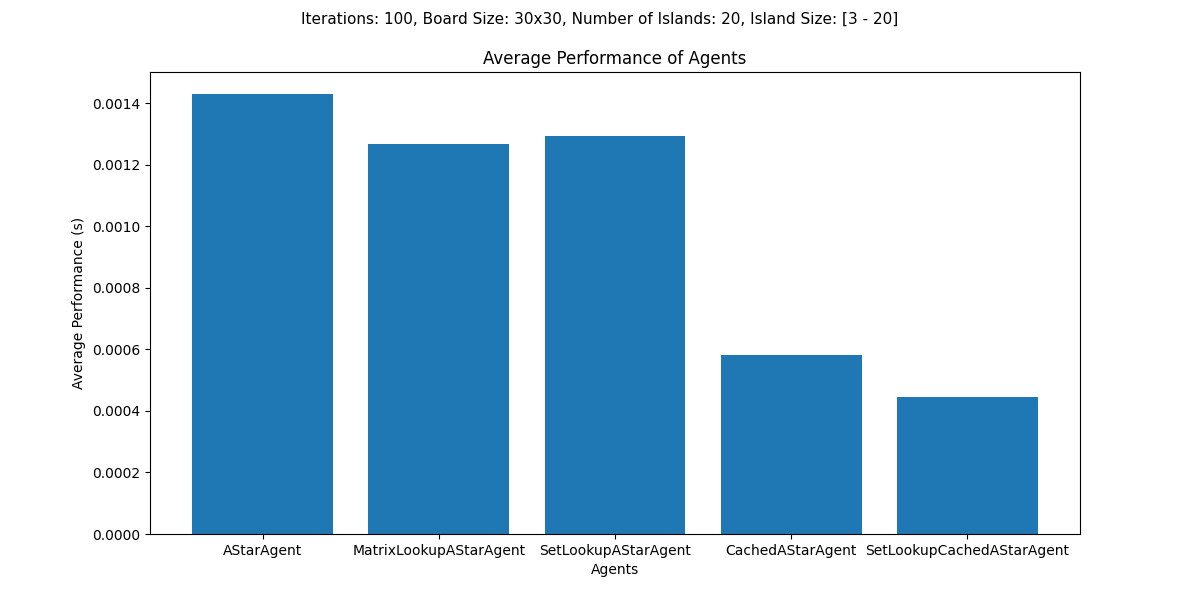 Iterations: 100, Board Size: 30x30, Number of Islands: 20, Island Size: [3 - 20]
Average Performance of Agents
Average Performance (s)
0.0014
0.0012
0.0010
0.0008
0.0006
0.0004
0.0002
0.0000
AStarAgent MatrixLookupAStarAgent SetLookupAStarAgent CachedAStarAgent SetLookupCachedAStarAgent
Agents